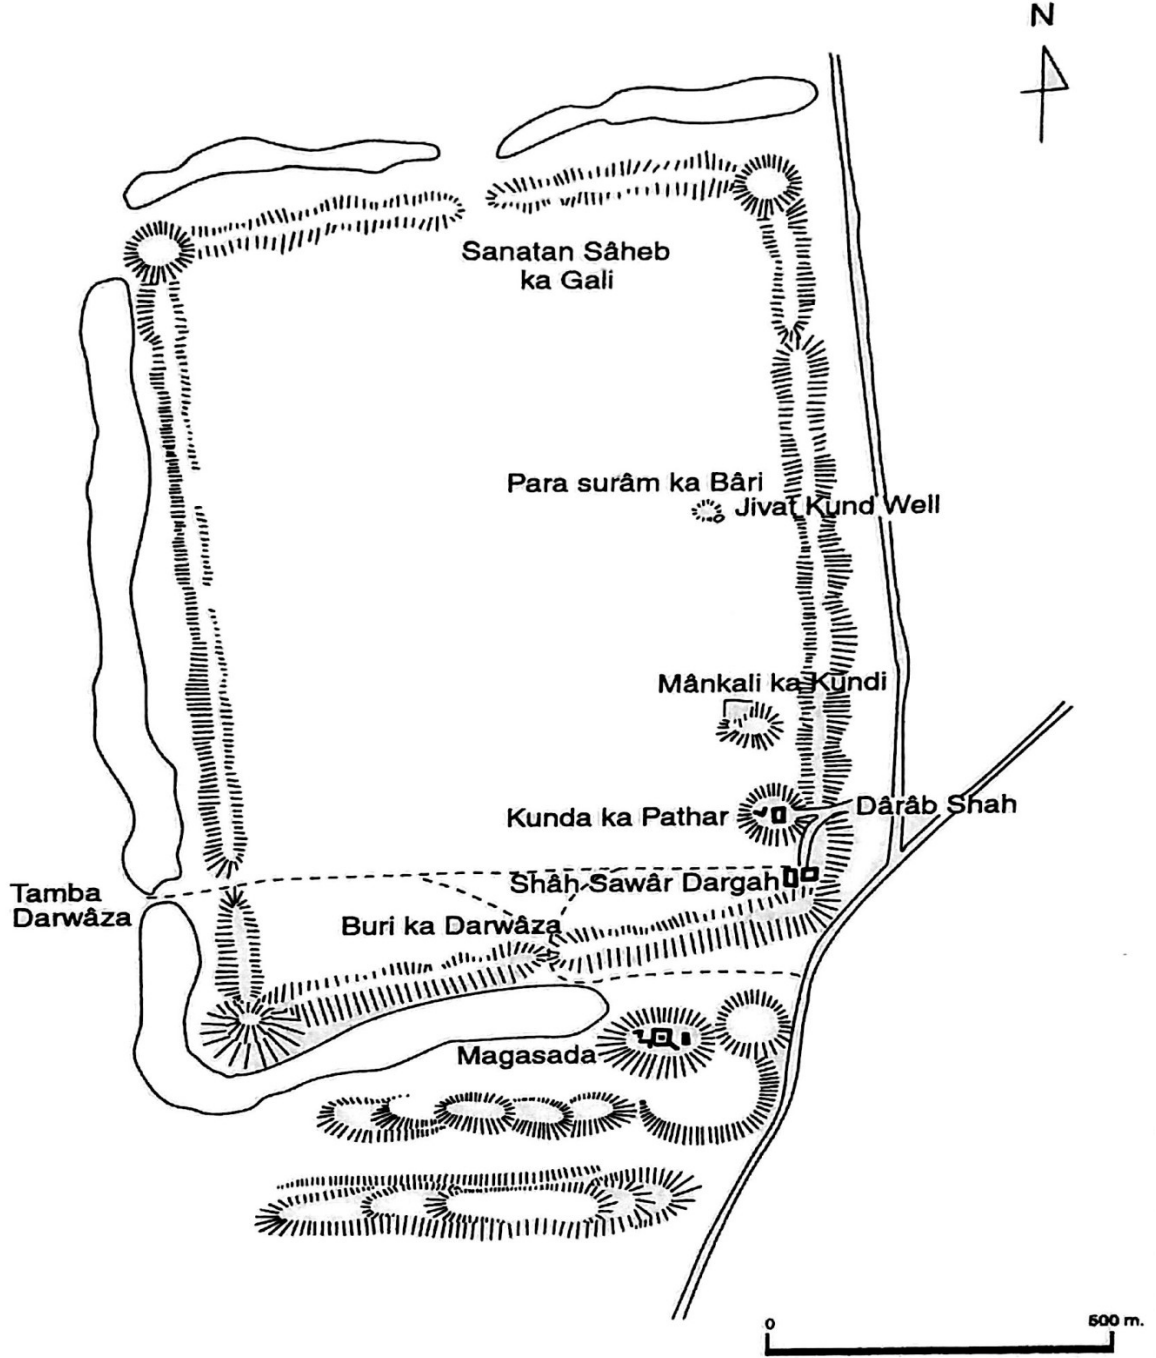 N
Sanatan Sâheb
ka Gali
Para surâm ka Bâri
Jivat Kund Well
Mânkali ka Kundi
Kunda ka Pathar
Dârâb Shah
Tamba
Darwâza
Shâh Sawâr Dargah
Buri ka Darwâza
Magasada
0
500 m.